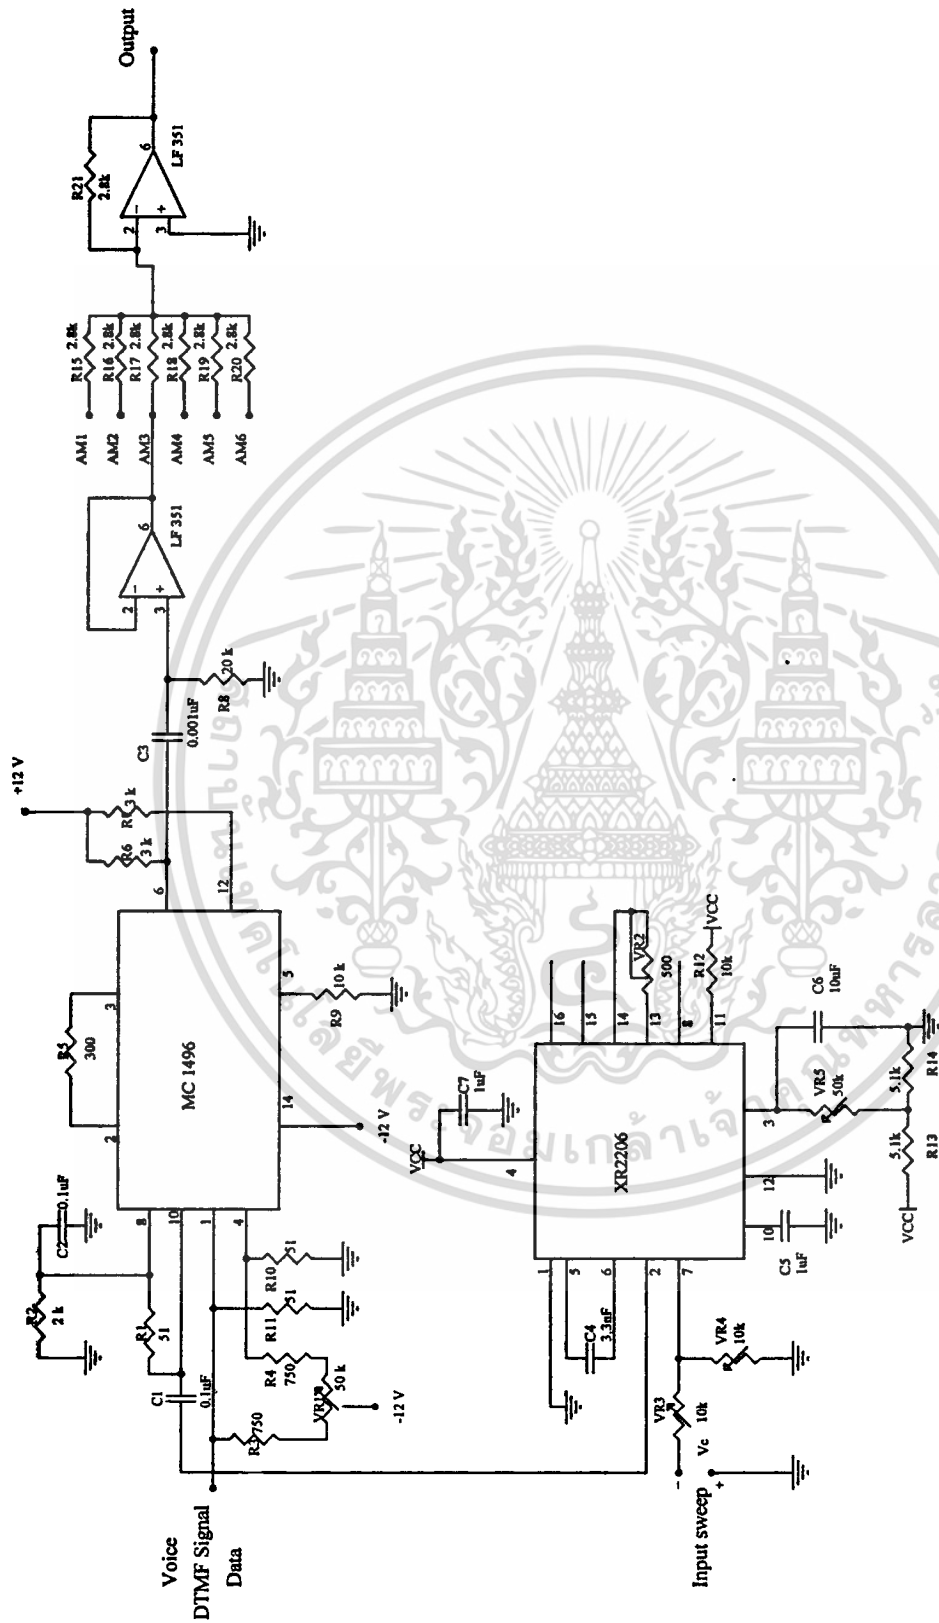 Voice
DTMF Signal
Data
R2
2 k
C2
0.1uF
R1
51
C1
0.1uF
8
10
1
4
R10
51
R11
51
R4
750
R3 750
VR1
50 k
-12 V
2
R5
300
3
MC 1496
14
5
-12 V
R9
10 k
6
12
R6
3 k
3 k
+12 V
C3
0.001uF
R8
20 k
2
3
-
+
6
LF 351
AM1
AM2
AM3
AM4
AM5
AM6
R15 2.8k
R16 2.8k
R17 2.8k
R18 2.8k
R19 2.8k
R20 2.8k
R21
2.8k
2
3
-
+
6
LF 351
Output
Input sweep
-
+
Vc
VR3
10k
VR4
10k
1
5
6
2
7
C4
3.3nF
VCC
4
C7
1uF
XR2206
10
C5
1uF
12
3
16
15
14
13
8
11
VR2
500
R12
10k
VCC
VR5
50k
C6
10uF
VCC
5.1k
R13
5.1k
R14